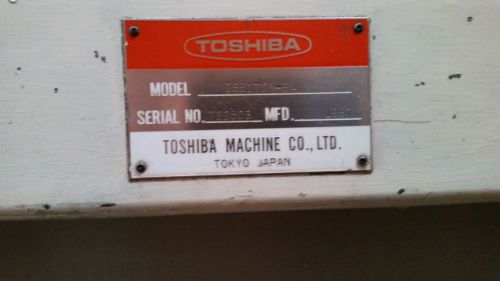 TOSHIBA
MODEL
SERIAL NO. MFD.
TOSHIBA MACHINE CO., LTD.
TOKYO JAPAN